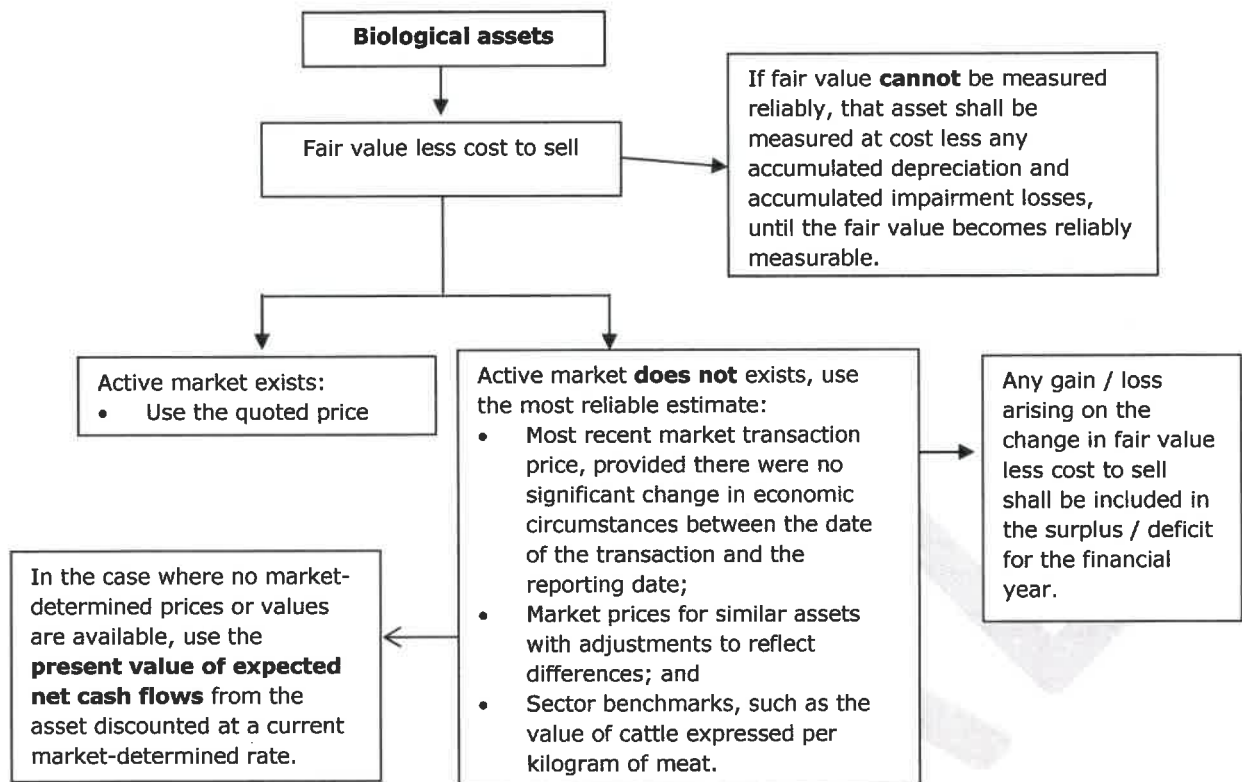 Biological assets
Fair value less cost to sell
If fair value cannot be measured
reliably, that asset shall be
measured at cost less any
accumulated depreciation and
accumulated impairment losses,
until the fair value becomes reliably
measurable.
Active market exists:
• Use the quoted price
Active market does not exists, use
the most reliable estimate:
• Most recent market transaction
price, provided there were no
significant change in economic
circumstances between the date
of the transaction and the
reporting date;
• Market prices for similar assets
with adjustments to reflect
differences; and
• Sector benchmarks, such as the
value of cattle expressed per
kilogram of meat.
Any gain / loss
arising on the
change in fair value
less cost to sell
shall be included in
the surplus / deficit
for the financial
year.
In the case where no market-
determined prices or values
are available, use the
present value of expected
net cash flows from the
asset discounted at a current
market-determined rate.